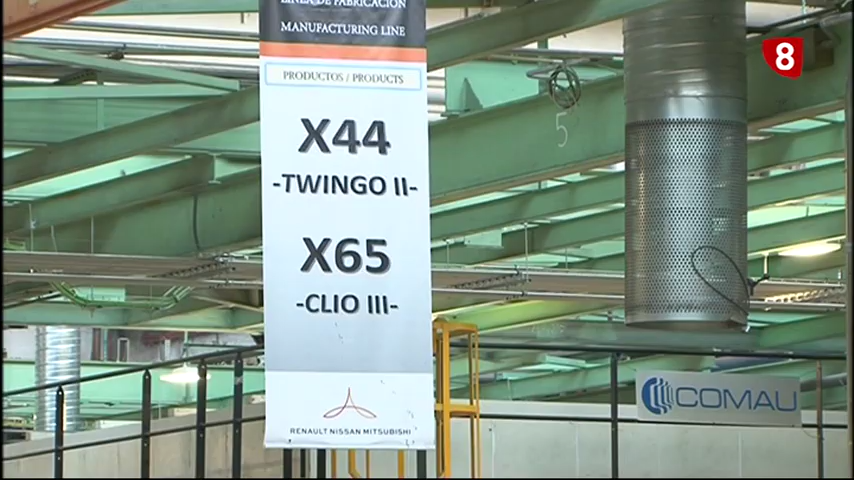 LÍNEA DE FABRICACIÓN
MANUFACTURING LINE
PRODUCTOS / PRODUCTS
X44
-TWINGO II-
X65
-CLIO III-
RENAULT NISSAN MITSUBISHI
8
5
COMAU